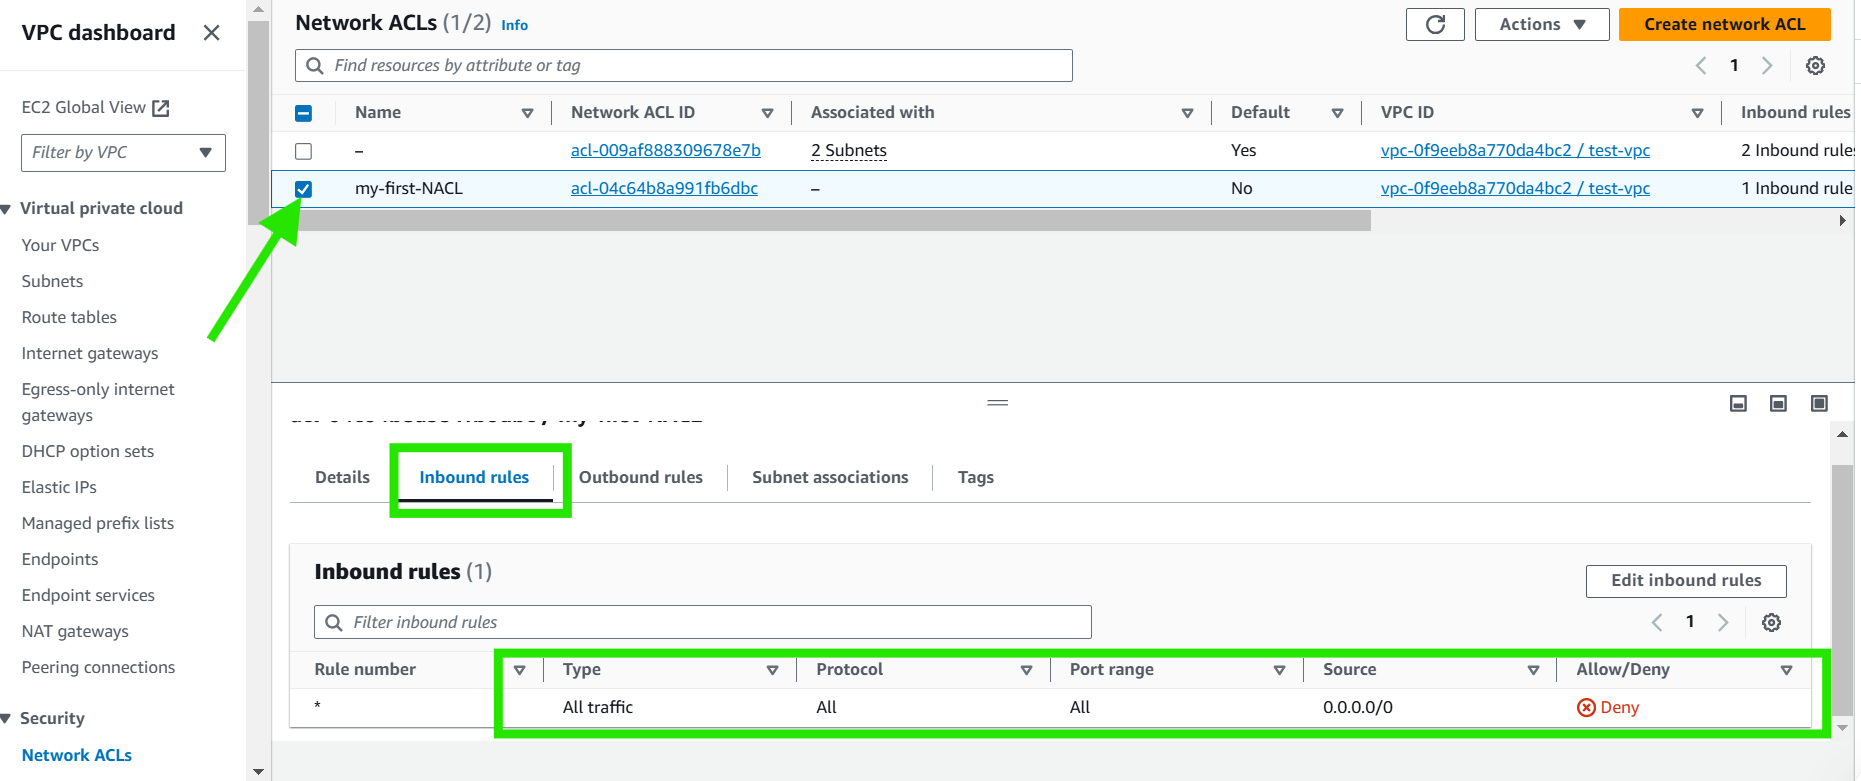 VPC dashboard
EC2 Global View
Filter by VPC
Virtual private cloud
Your VPCs
Subnets
Route tables
Internet gateways
Egress-only internet
gateways
DHCP option sets
Elastic IPs
Managed prefix lists
Endpoints
Endpoint services
NAT gateways
Peering connections
Security
Network ACLs
Network ACLs (1/2) Info
Actions
Create network ACL
Find resources by attribute or tag
1
Name Network ACL ID Associated with Default VPC ID Inbound rules
– acl-009af888309678e7b 2 Subnets Yes vpc-0f9eeb8a770da4bc2 / test-vpc 2 Inbound rules
my-first-NACL acl-04c64b8a991fb6dbc – No vpc-0f9eeb8a770da4bc2 / test-vpc 1 Inbound rule
Details Inbound rules Outbound rules Subnet associations Tags
Inbound rules (1)
Edit inbound rules
Filter inbound rules
1
Rule number Type Protocol Port range Source Allow/Deny
* All traffic All All 0.0.0.0/0 Deny